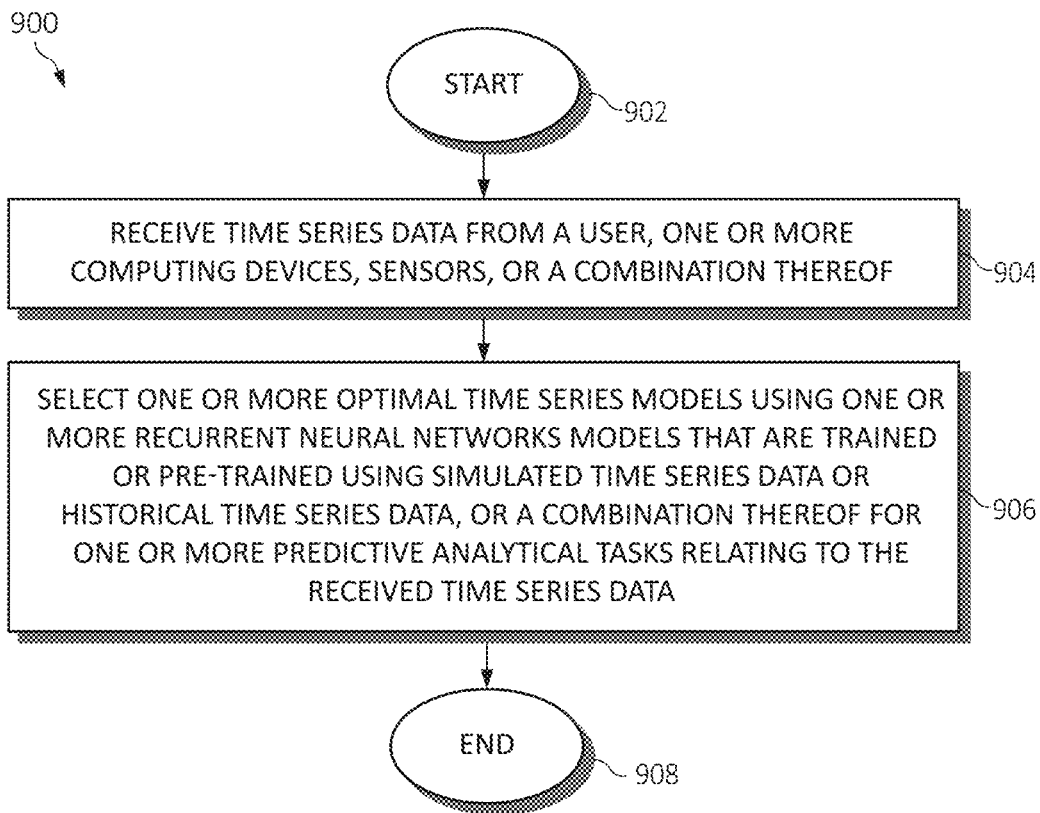 900
START
902
RECEIVE TIME SERIES DATA FROM A USER, ONE OR MORE
COMPUTING DEVICES, SENSORS, OR A COMBINATION THEREOF
904
SELECT ONE OR MORE OPTIMAL TIME SERIES MODELS USING ONE OR
MORE RECURRENT NEURAL NETWORKS MODELS THAT ARE TRAINED
OR PRE-TRAINED USING SIMULATED TIME SERIES DATA OR
HISTORICAL TIME SERIES DATA, OR A COMBINATION THEREOF FOR
ONE OR MORE PREDICTIVE ANALYTICAL TASKS RELATING TO THE
RECEIVED TIME SERIES DATA
906
END
908